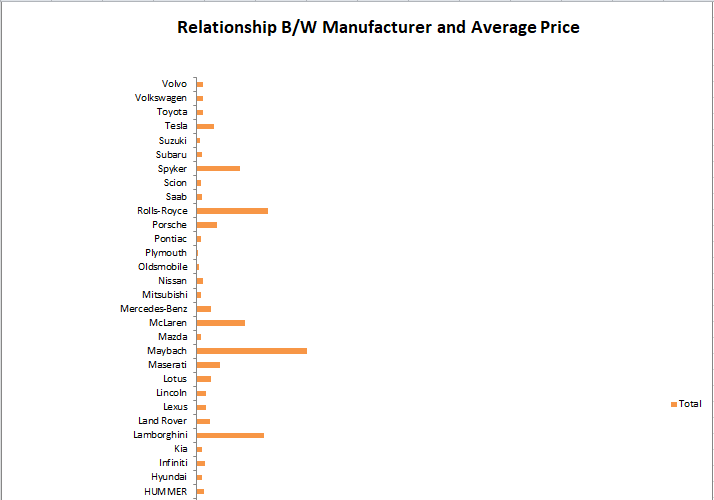 Relationship B/W Manufacturer and Average Price
Volvo
Volkswagen
Toyota
Tesla
Suzuki
Subaru
Spyker
Scion
Saab
Rolls-Royce
Porsche
Pontiac
Plymouth
Oldsmobile
Nissan
Mitsubishi
Mercedes-Benz
McLaren
Mazda
Maybach
Maserati
Lotus
Lincoln
Lexus
Total
Land Rover
Lamborghini
Kia
Infiniti
Hyundai
HUMMER